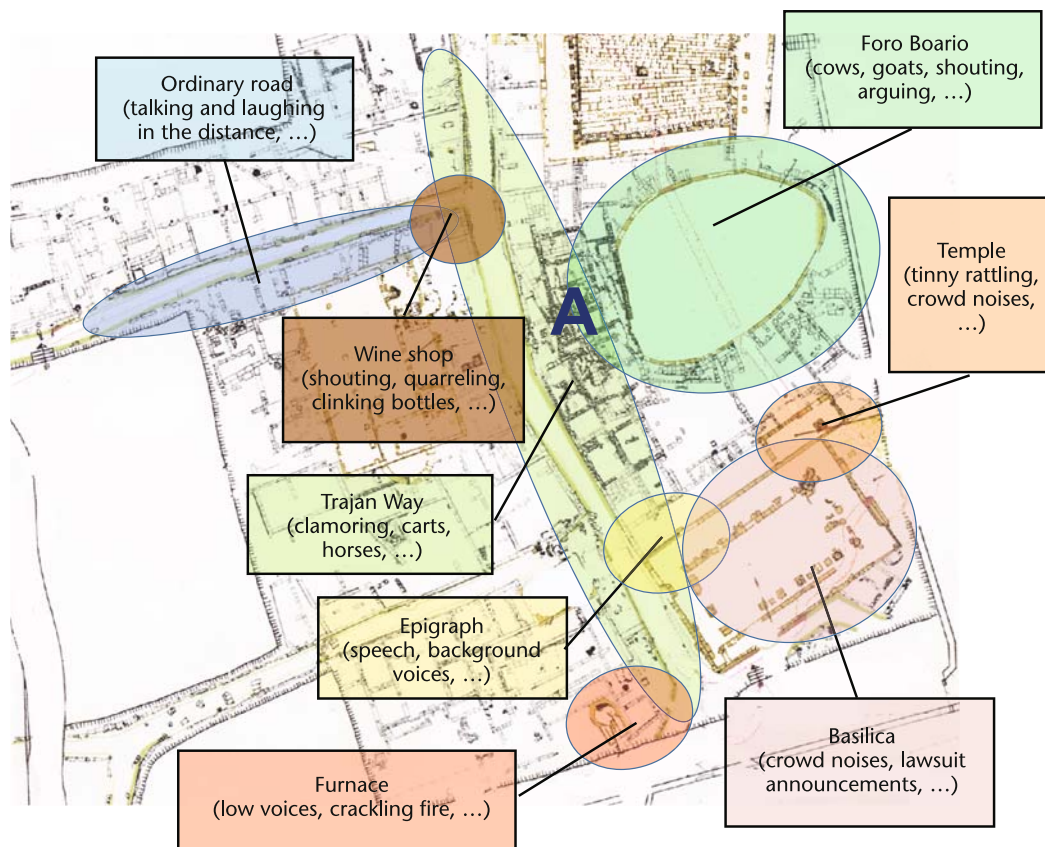 Foro Boario
(cows, goats, shouting,
arguing, …)
Ordinary road
(talking and laughing
in the distance, …)
Temple
(tinny rattling,
crowd noises,
…)
A
Wine shop
(shouting, quarreling,
clinking bottles, …)
Trajan Way
(clamoring, carts,
horses, …)
Epigraph
(speech, background
voices, …)
Basilica
(crowd noises, lawsuit
announcements, …)
Furnace
(low voices, crackling fire, …)